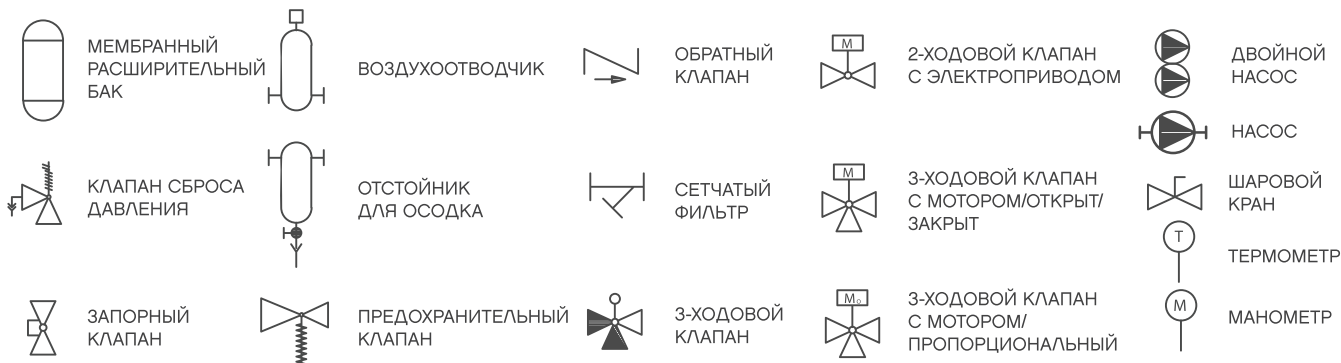 МЕМБРАННЫЙ
РАСШИРИТЕЛЬНЫЙ
БАК
КЛАПАН СБРОСА
ДАВЛЕНИЯ
ЗАПОРНЫЙ
КЛАПАН
ВОЗДУХООТВОДЧИК
ОТСТОЙНИК
ДЛЯ ОСОДКА
ПРЕДОХРАНИТЕЛЬНЫЙ
КЛАПАН
ОБРАТНЫЙ
КЛАПАН
СЕТЧАТЫЙ
ФИЛЬТР
3-ХОДОВОЙ
КЛАПАН
M
2-ХОДОВОЙ КЛАПАН
С ЭЛЕКТРОПРИВОДОМ
M
3-ХОДОВОЙ КЛАПАН
С МОТОРОМ/ОТКРЫТ/
ЗАКРЫТ
M₀
3-ХОДОВОЙ КЛАПАН
С МОТОРОМ/
ПРОПОРЦИОНАЛЬНЫЙ
ДВОЙНОЙ
НАСОС
НАСОС
ШАРОВОЙ
КРАН
T
ТЕРМОМЕТР
M
МАНОМЕТР